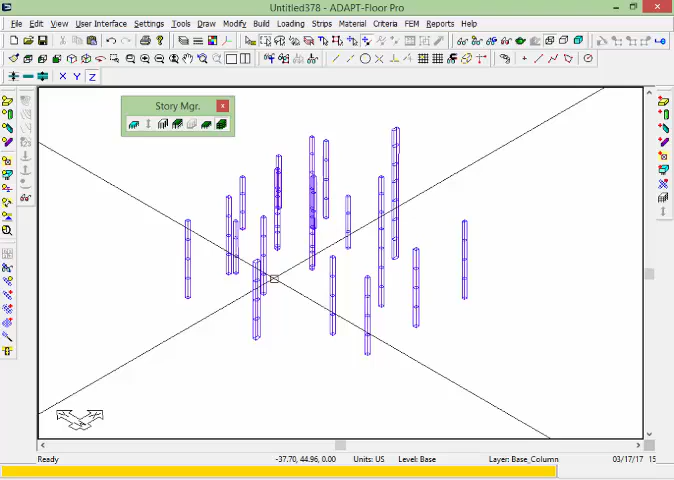 Untitled378 - ADAPT-Floor Pro
File Edit View User Interface Settings Tools Draw Modify Build Loading Strips Material Criteria FEM Reports Help
X Y Z
Story Mgr.
Ready -37.70, 44.96, 0.00 Units: US Level: Base Layer: Base_Column 03/17/17 15